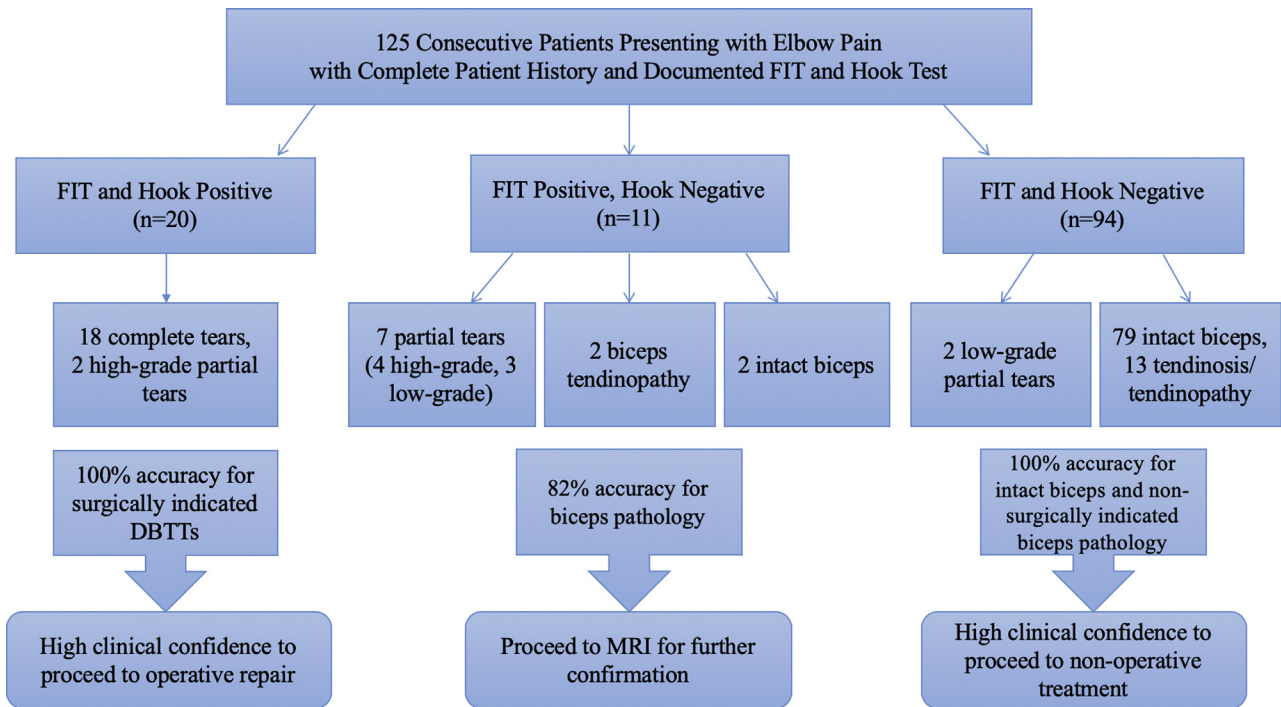 125 Consecutive Patients Presenting with Elbow Pain
with Complete Patient History and Documented FIT and Hook Test
FIT and Hook Positive
(n=20)
FIT Positive, Hook Negative
(n=11)
FIT and Hook Negative
(n=94)
18 complete tears,
2 high-grade partial
tears
7 partial tears
(4 high-grade, 3
low-grade)
2 biceps
tendinopathy
2 intact biceps
2 low-grade
partial tears
79 intact biceps,
13 tendinosis/
tendinopathy
100% accuracy for
surgically indicated
DBTTs
82% accuracy for
biceps pathology
100% accuracy for
intact biceps and non-
surgically indicated
biceps pathology
High clinical confidence to
proceed to operative repair
Proceed to MRI for further
confirmation
High clinical confidence to
proceed to non-operative
treatment